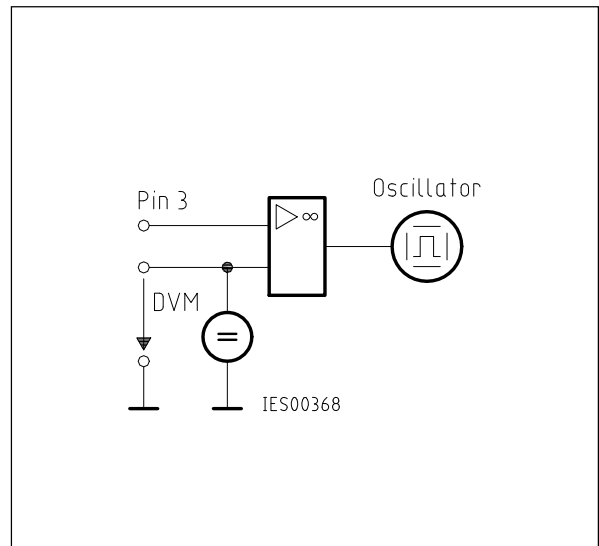 Oscillator
Pin 3
∞
DVM
=
IES00368